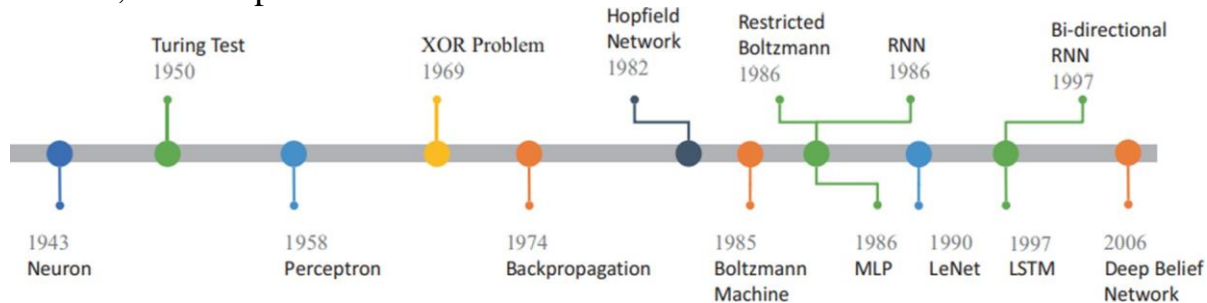 Turing Test
1950
XOR Problem
1969
Hopfield
Network
1982
Restricted
Boltzmann
1986
RNN
1986
Bi-directional
RNN
1997
1943
Neuron
1958
Perceptron
1974
Backpropagation
1985
Boltzmann
Machine
1986
MLP
1990
LeNet
1997
LSTM
2006
Deep Belief
Network